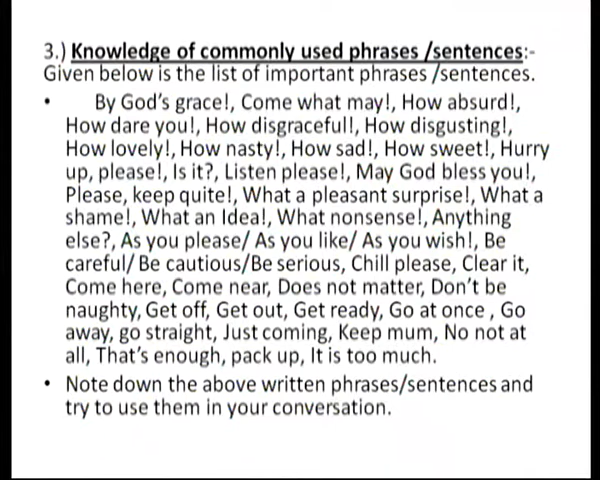 3.) Knowledge of commonly used phrases /sentences:-
Given below is the list of important phrases /sentences.
• By God's grace!, Come what may!, How absurd!,
How dare you!, How disgraceful!, How disgusting!,
How lovely!, How nasty!, How sad!, How sweet!, Hurry
up, please!, Is it?, Listen please!, May God bless you!,
Please, keep quite!, What a pleasant surprise!, What a
shame!, What an Idea!, What nonsense!, Anything
else?, As you please/ As you like/ As you wish!, Be
careful/ Be cautious/Be serious, Chill please, Clear it,
Come here, Come near, Does not matter, Don't be
naughty, Get off, Get out, Get ready, Go at once , Go
away, go straight, Just coming, Keep mum, No not at
all, That's enough, pack up, It is too much.
• Note down the above written phrases/sentences and
try to use them in your conversation.